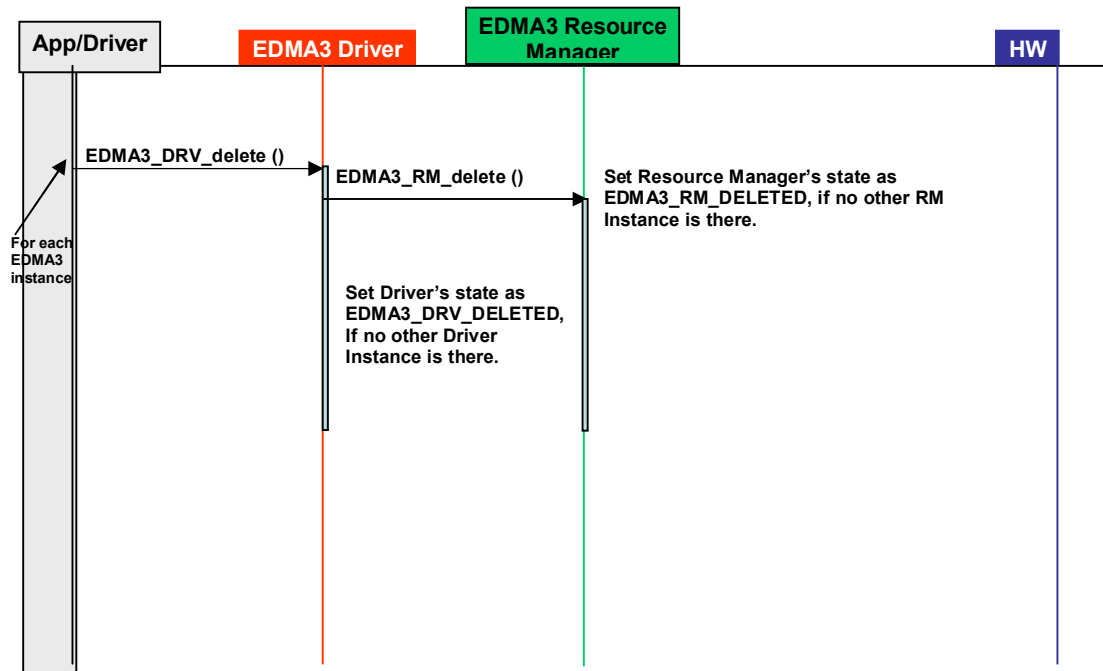 App/Driver
EDMA3 Driver
EDMA3 Resource
Manager
HW
EDMA3_DRV_delete ()
EDMA3_RM_delete ()
Set Resource Manager’s state as
EDMA3_RM_DELETED, if no other RM
Instance is there.
For each
EDMA3
instance
Set Driver’s state as
EDMA3_DRV_DELETED,
If no other Driver
Instance is there.